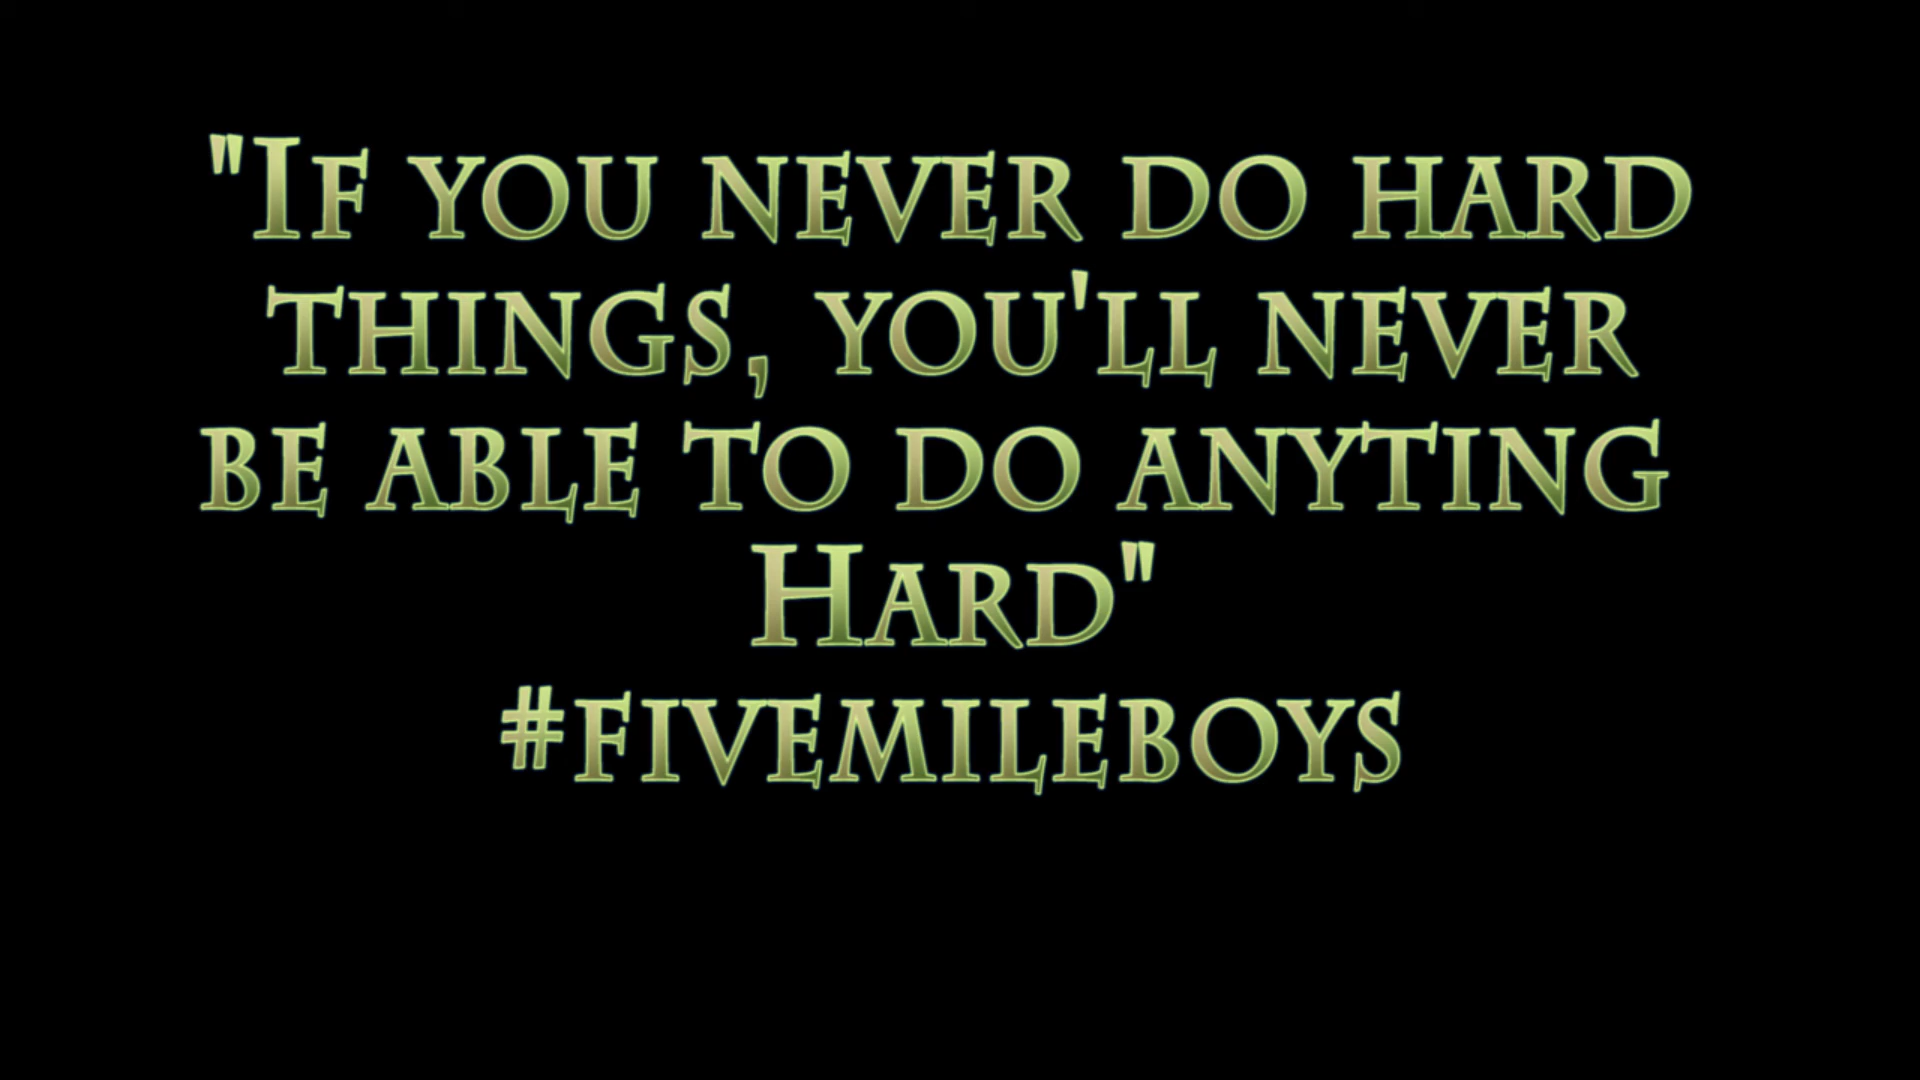 "If you never do hard
things, you'll never
be able to do anyting
Hard"
#fivemileboys